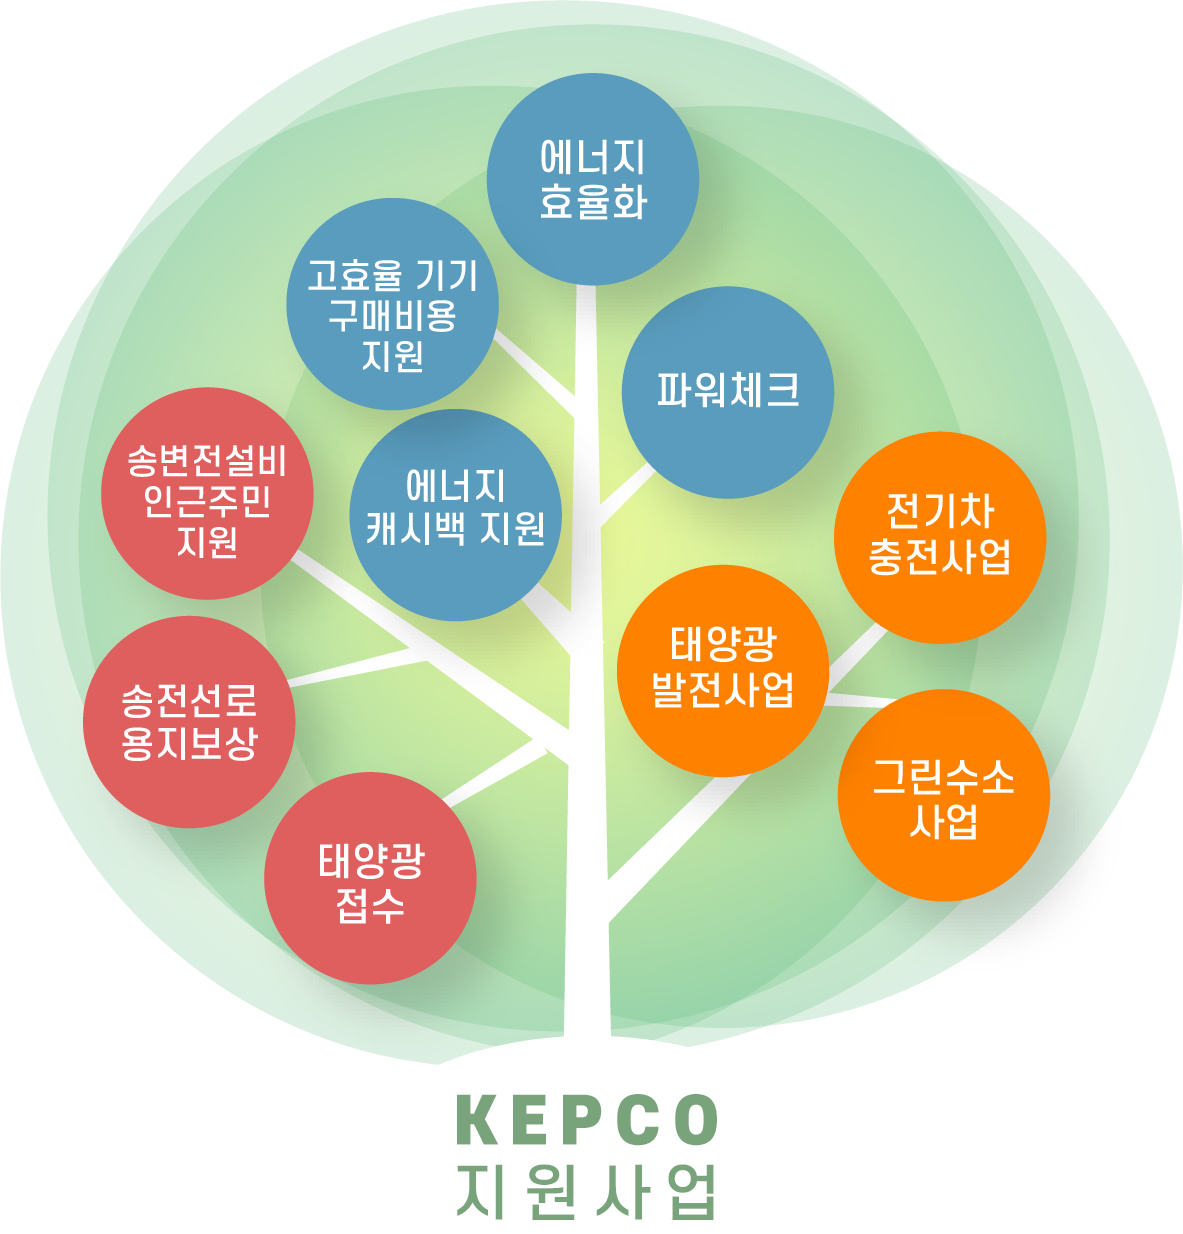 에너지
효율화
고효율 기기
구매비용
지원
파워체크
송변전설비
인근주민
지원
에너지
캐시백 지원
전기차
충전사업
태양광
발전사업
송전선로
용지보상
그린수소
사업
태양광
접수
KEPCO
지원사업